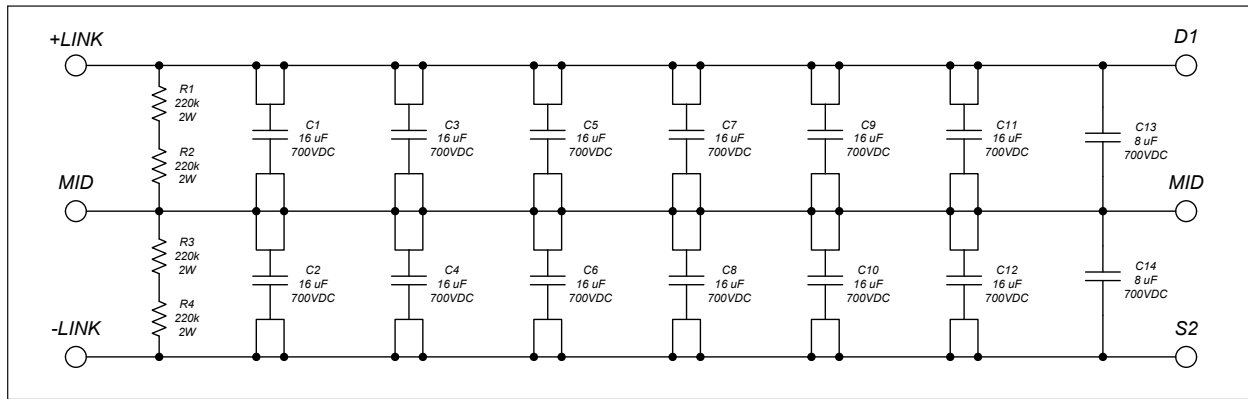 +LINK
D1
R1
220k
2W
C1
16 uF
700VDC
C3
16 uF
700VDC
C5
16 uF
700VDC
C7
16 uF
700VDC
C9
16 uF
700VDC
C11
16 uF
700VDC
C13
8 uF
700VDC
R2
220k
2W
MID
MID
R3
220k
2W
C2
16 uF
700VDC
C4
16 uF
700VDC
C6
16 uF
700VDC
C8
16 uF
700VDC
C10
16 uF
700VDC
C12
16 uF
700VDC
C14
8 uF
700VDC
R4
220k
2W
-LINK
S2